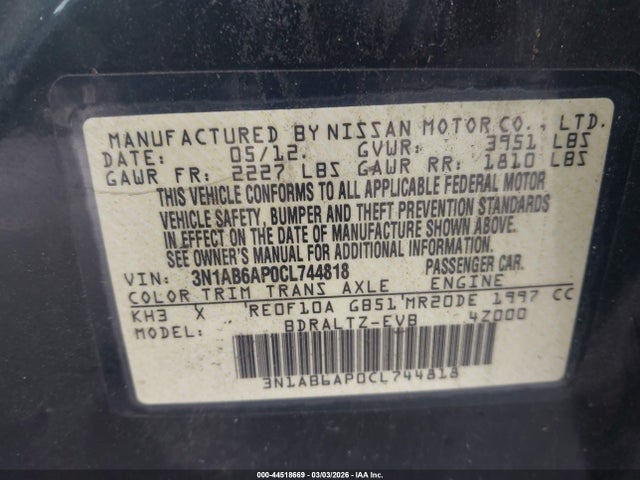 MANUFACTURED BY NISSAN MOTOR CO., LTD.
DATE: 05/12. GVWR: 3951 LBS
GAWR FR: 2227 LBS GAWR RR: 1810 LBS
THIS VEHICLE CONFORMS TO ALL APPLICABLE FEDERAL MOTOR
VEHICLE SAFETY, BUMPER AND THEFT PREVENTION STANDARDS
IN EFFECT ON THE DATE OF MANUFACTURE SHOWN ABOVE.
SEE OWNER'S MANUAL FOR ADDITIONAL INFORMATION.
VIN: 3N1AB6AP0CL744818 PASSENGER CAR.
COLOR TRIM TRANS AXLE ENGINE
KH3 X RE0F10A GB51 MR20DE 1997 CC
MODEL: BDRALTZ-EVB 4Z000
3N1AB6AP0CL744818
000-44518669 - 03/03/2026 - IAA Inc.